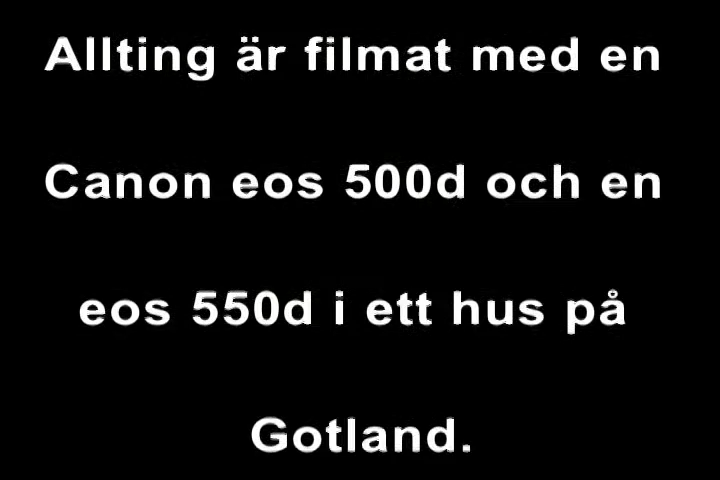 Allting är filmat med en
Canon eos 500d och en
eos 550d i ett hus på
Gotland.